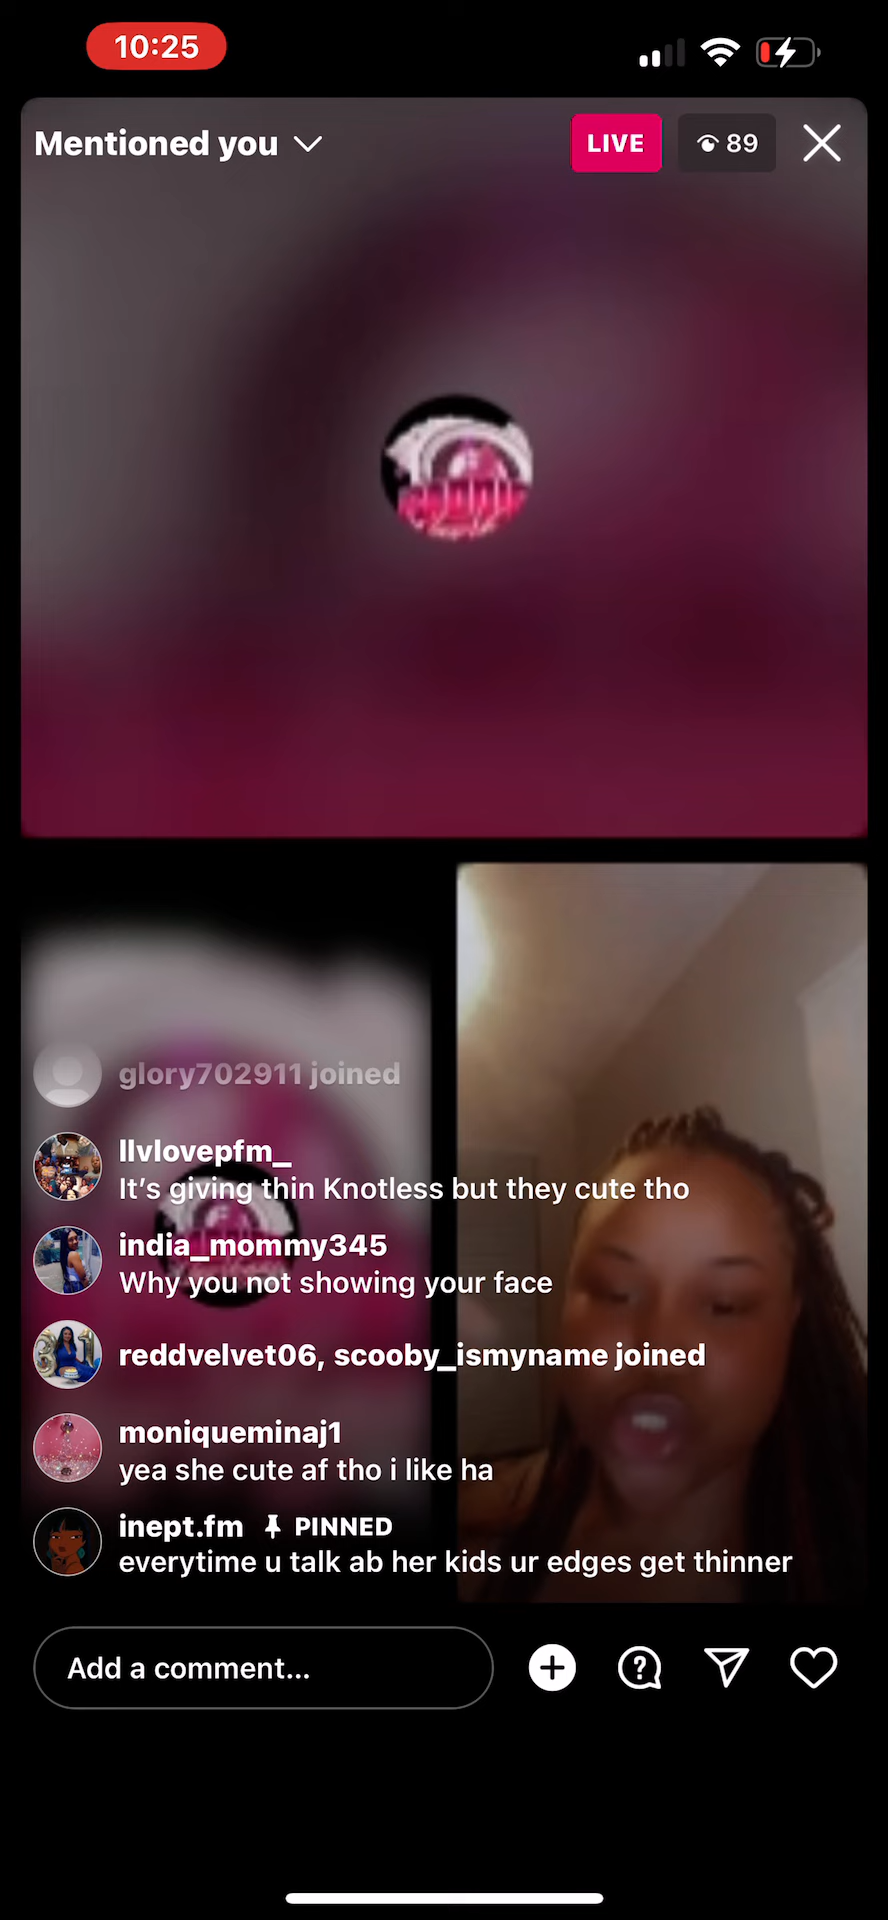 10:25
Mentioned you
LIVE
89
glory702911 joined
llvlovepfm_
It’s giving thin Knotless but they cute tho
india_mommy345
Why you not showing your face
reddvelvet06, scooby_ismyname joined
moniqueminaj1
yea she cute af tho i like ha
inept.fm PINNED
everytime u talk ab her kids ur edges get thinner
Add a comment...